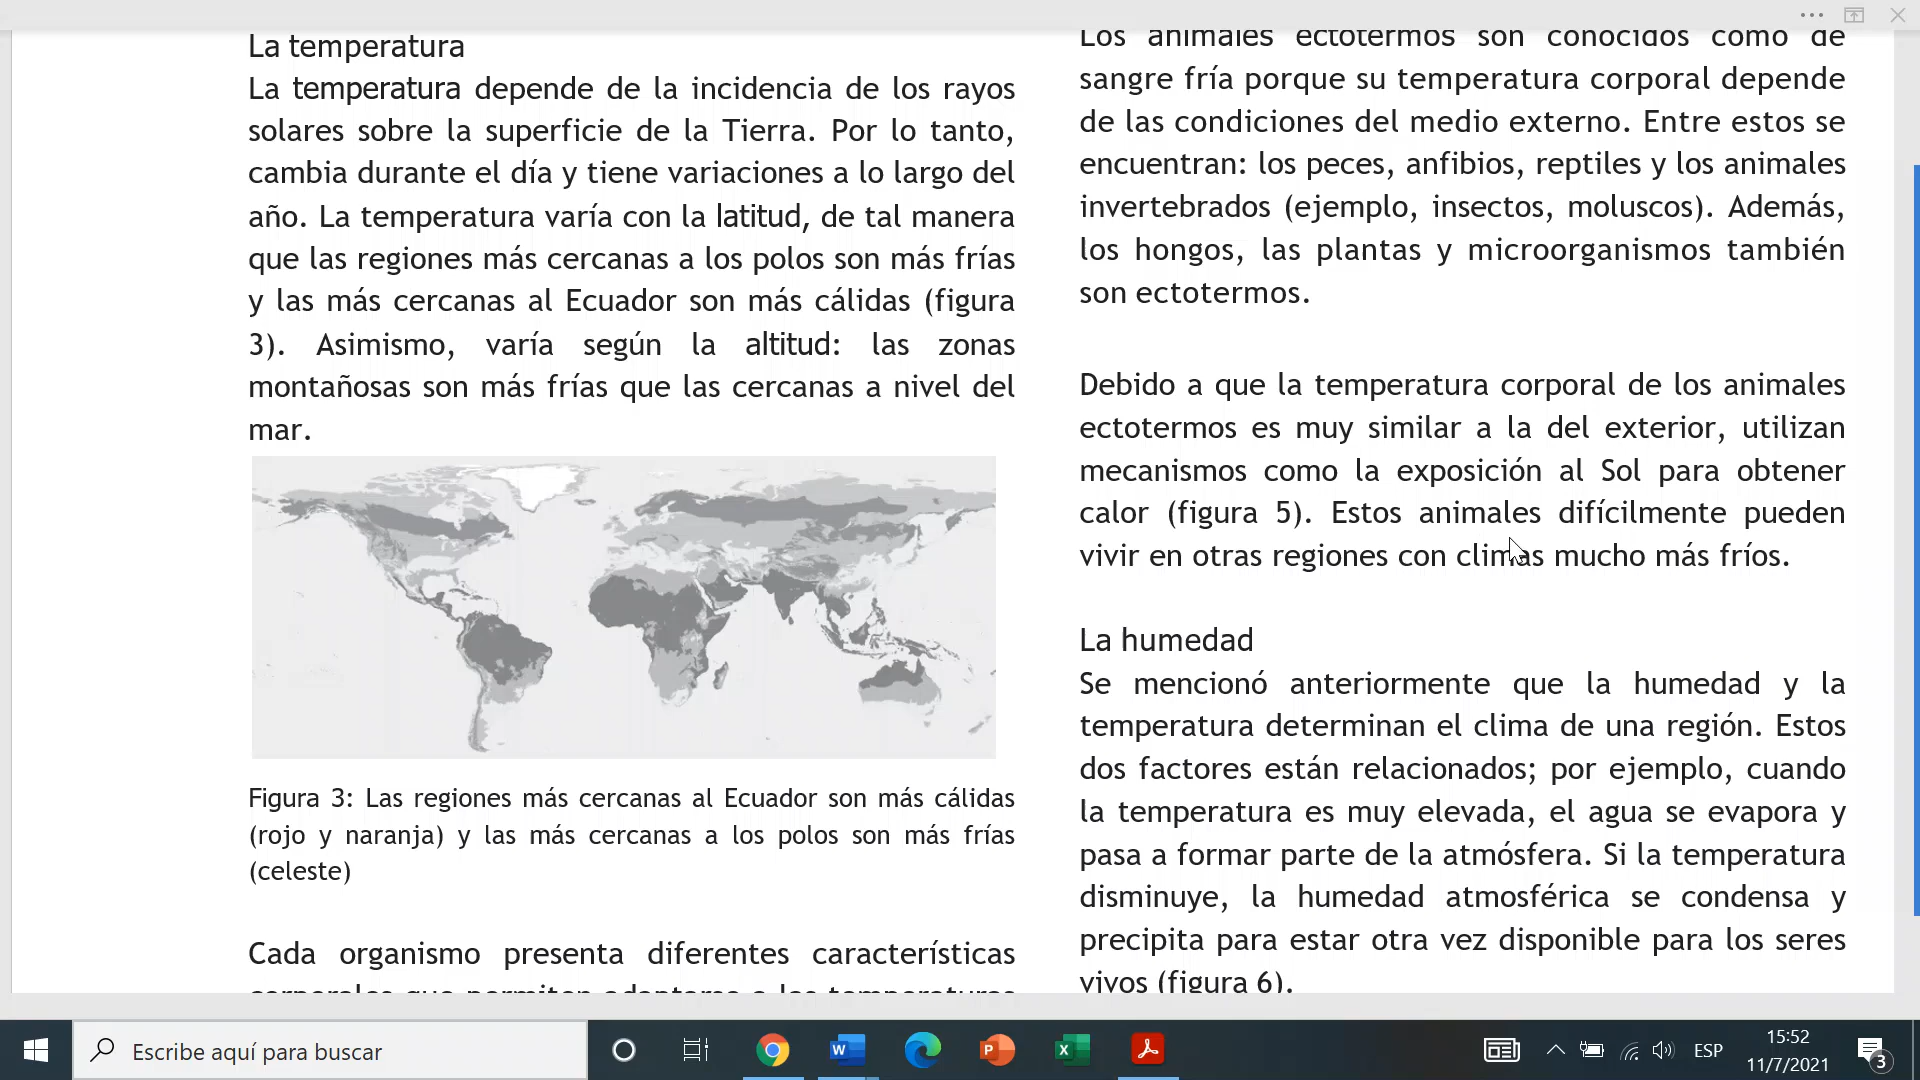 La temperatura
La temperatura depende de la incidencia de los rayos
solares sobre la superficie de la Tierra. Por lo tanto,
cambia durante el día y tiene variaciones a lo largo del
año. La temperatura varía con la latitud, de tal manera
que las regiones más cercanas a los polos son más frías
y las más cercanas al Ecuador son más cálidas (figura
3). Asimismo, varía según la altitud: las zonas
montañosas son más frías que las cercanas a nivel del
mar.
Figura 3: Las regiones más cercanas al Ecuador son más cálidas
(rojo y naranja) y las más cercanas a los polos son más frías
(celeste)
Cada organismo presenta diferentes características
corporales que permiten adaptarse a las temperaturas
Los animales ectotermos son conocidos como de
sangre fría porque su temperatura corporal depende
de las condiciones del medio externo. Entre estos se
encuentran: los peces, anfibios, reptiles y los animales
invertebrados (ejemplo, insectos, moluscos). Además,
los hongos, las plantas y microorganismos también
son ectotermos.
Debido a que la temperatura corporal de los animales
ectotermos es muy similar a la del exterior, utilizan
mecanismos como la exposición al Sol para obtener
calor (figura 5). Estos animales difícilmente pueden
vivir en otras regiones con climas mucho más fríos.
La humedad
Se mencionó anteriormente que la humedad y la
temperatura determinan el clima de una región. Estos
dos factores están relacionados; por ejemplo, cuando
la temperatura es muy elevada, el agua se evapora y
pasa a formar parte de la atmósfera. Si la temperatura
disminuye, la humedad atmosférica se condensa y
precipita para estar otra vez disponible para los seres
vivos (figura 6).
Escribe aquí para buscar
W
P
X
ESP
15:52
11/7/2021
3